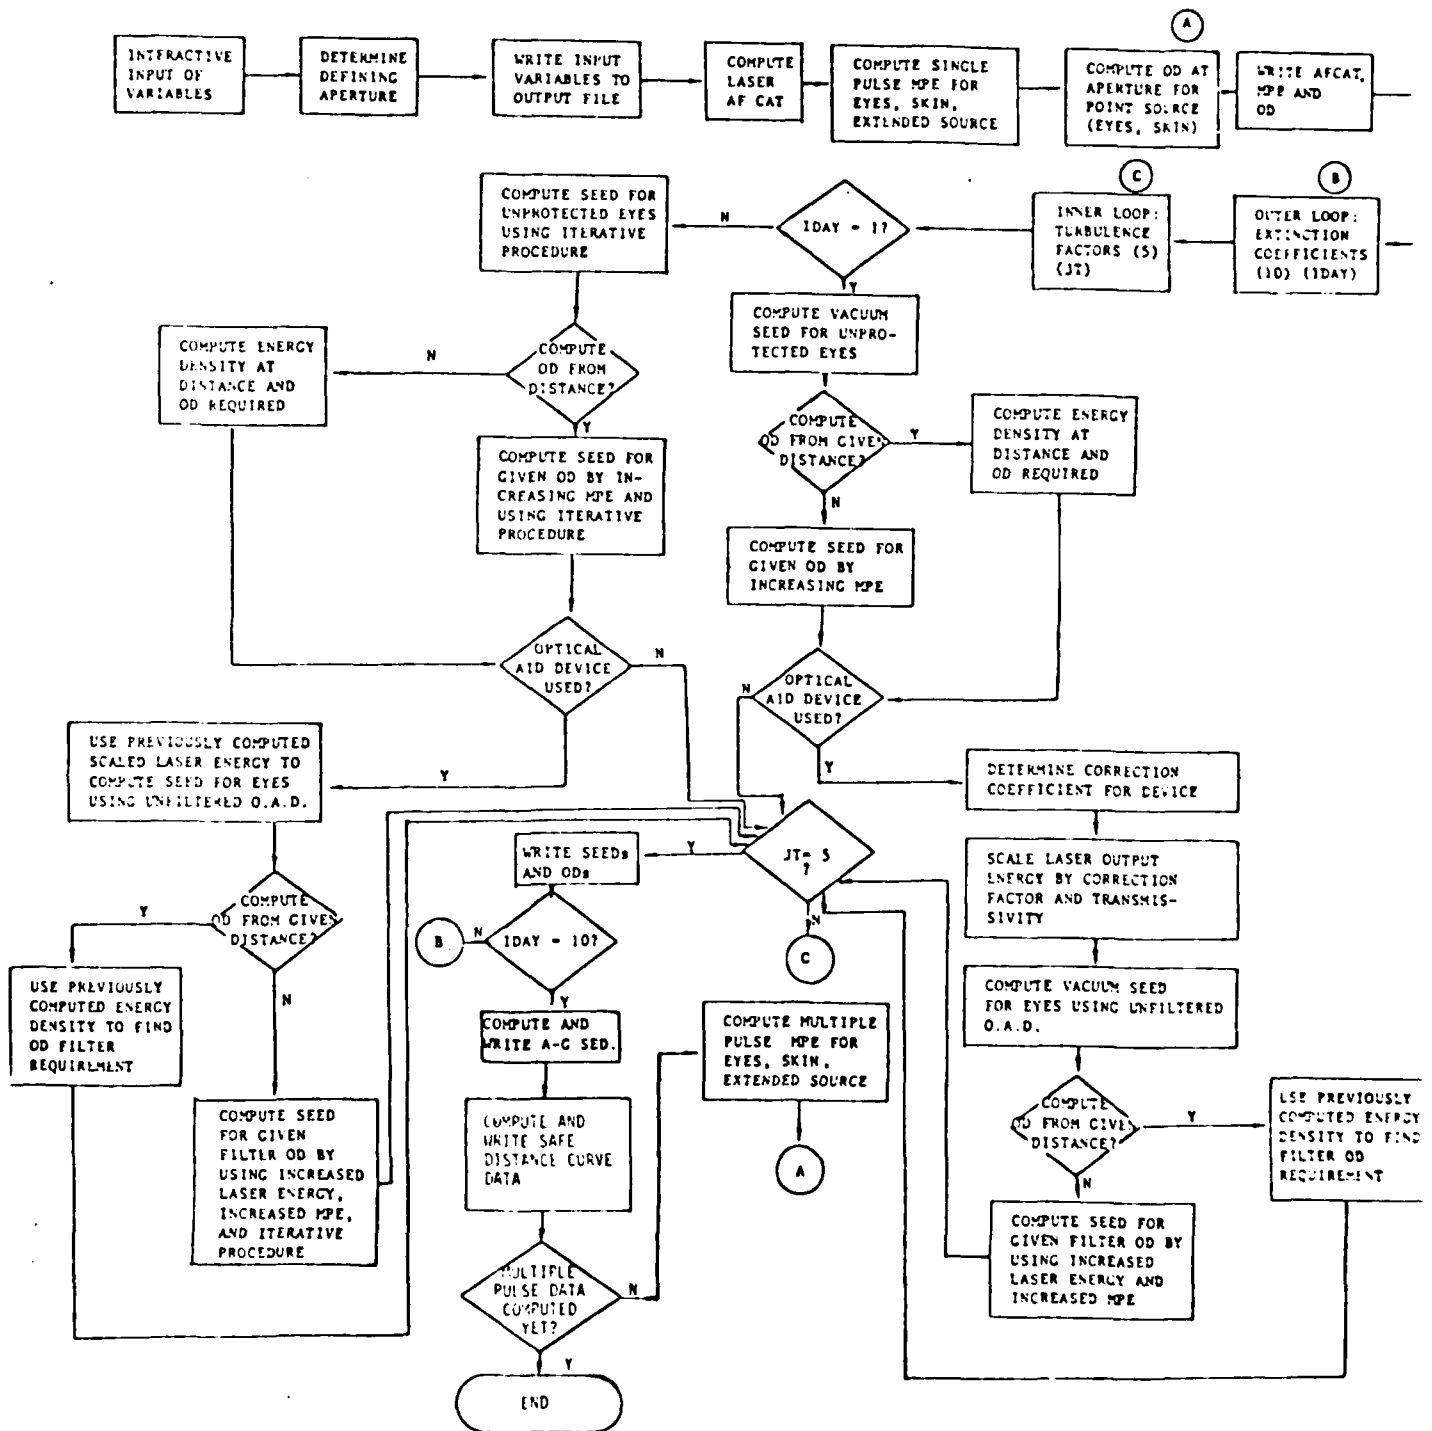 A
INTERACTIVE
INPUT OF
VARIABLES
DETERMINE
DEFINING
APERTURE
WRITE INPUT
VARIABLES TO
OUTPUT FILE
COMPUTE
LASER
AF CAT
COMPUTE SINGLE
PULSE MPE FOR
EYES, SKIN,
EXTENDED SOURCE
COMPUTE OD AT
APERTURE FOR
POINT SOURCE
(EYES, SKIN)
WRITE AFCAT,
MPE AND
OD
B
OUTER LOOP:
EXTINCTION
COEFFICIENTS
(10) (IDAY)
C
INNER LOOP:
TURBULENCE
FACTORS (5)
(JT)
IDAY = 1?
N
Y
COMPUTE SEED FOR
UNPROTECTED EYES
USING ITERATIVE
PROCEDURE
COMPUTE
OD FROM
DISTANCE?
N
Y
COMPUTE ENERGY
DENSITY AT
DISTANCE AND
OD REQUIRED
COMPUTE SEED FOR
GIVEN OD BY IN-
CREASING MPE AND
USING ITERATIVE
PROCEDURE
OPTICAL
AID DEVICE
USED?
N
Y
COMPUTE VACUUM
SEED FOR UNPRO-
TECTED EYES
COMPUTE
OD FROM GIVEN
DISTANCE?
Y
N
COMPUTE ENERGY
DENSITY AT
DISTANCE AND
OD REQUIRED
COMPUTE SEED FOR
GIVEN OD BY
INCREASING MPE
OPTICAL
AID DEVICE
USED?
N
Y
USE PREVIOUSLY COMPUTED
SCALED LASER ENERGY TO
COMPUTE SEED FOR EYES
USING UNFILTERED O.A.D.
COMPUTE
OD FROM GIVEN
DISTANCE?
Y
N
USE PREVIOUSLY
COMPUTED ENERGY
DENSITY TO FIND
OD FILTER
REQUIREMENT
COMPUTE SEED
FOR GIVEN
FILTER OD BY
USING INCREASED
LASER ENERGY,
INCREASED MPE,
AND ITERATIVE
PROCEDURE
DETERMINE CORRECTION
COEFFICIENT FOR DEVICE
SCALE LASER OUTPUT
ENERGY BY CORRECTION
FACTOR AND TRANSMIS-
SIVITY
COMPUTE VACUUM SEED
FOR EYES USING UNFILTERED
O.A.D.
COMPUTE
OD FROM GIVEN
DISTANCE?
Y
N
USE PREVIOUSLY
COMPUTED ENERGY
DENSITY TO FIND
FILTER OD
REQUIREMENT
COMPUTE SEED FOR
GIVEN FILTER OD BY
USING INCREASED
LASER ENERGY AND
INCREASED MPE
JT= 5
?
Y
N
C
WRITE SEEDs
AND ODs
IDAY = 10?
N
B
Y
COMPUTE AND
WRITE A-G SED.
COMPUTE AND
WRITE SAFE
DISTANCE CURVE
DATA
MULTIPLE
PULSE DATA
COMPUTED
YET?
N
Y
COMPUTE MULTIPLE
PULSE MPE FOR
EYES, SKIN,
EXTENDED SOURCE
A
END